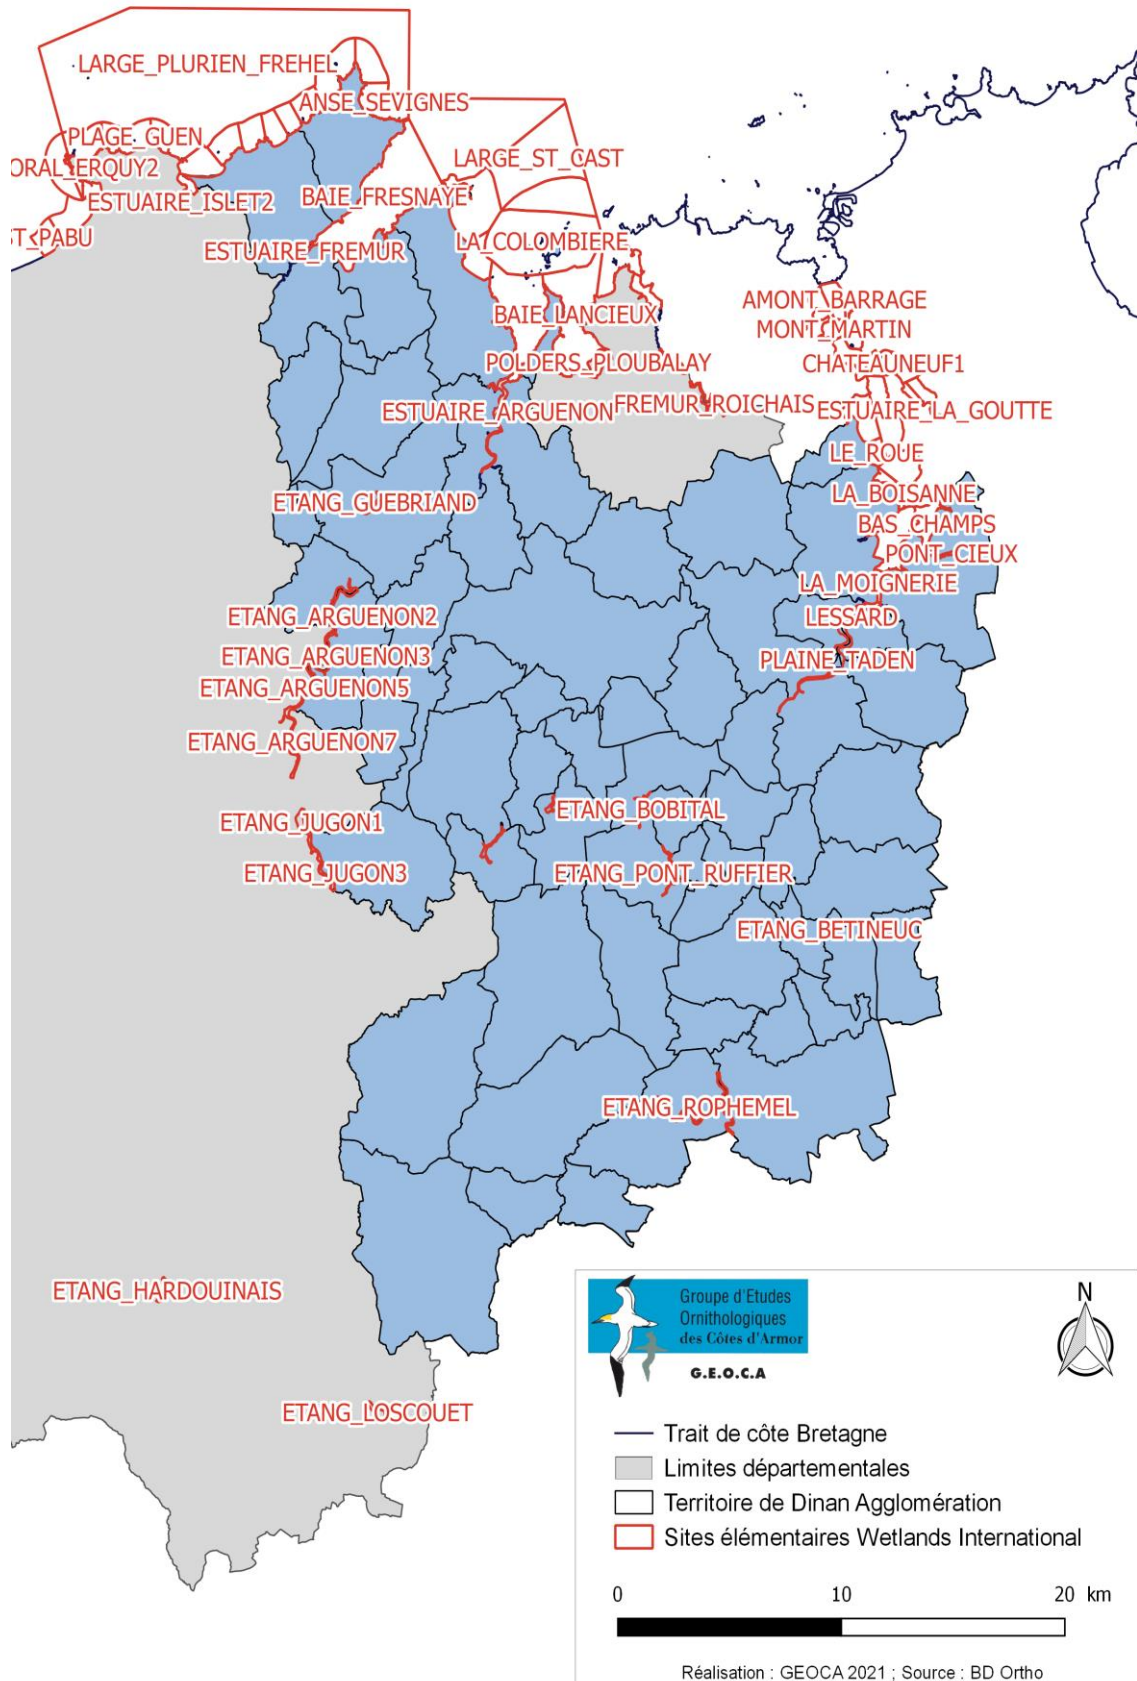 LARGE_PLURIEN_FREHEL
ANSE_SEVIGNES
PLAGE_GUEN
ORAL_ERQUY2
LARGE_ST_CAST
ESTUAIRE_ISLET2
BAIE_FRESNAYE
ST_PABU
ESTUAIRE_FREMUR
LA_COLOMBIERE
AMONT_BARRAGE
BAIE_LANCIEUX
MONT_MARTIN
POLDERS_PLOUBALAY
CHATEAUNEUF1
ESTUAIRE_ARGUENON
FREMUR_ROICHAIS
ESTUAIRE_LA_GOUTTE
LE_ROUE
LA_BOISANNE
ETANG_GUEBRIAND
BAS_CHAMPS
PONT_CIEUX
LA_MOIGNERIE
ETANG_ARGUENON2
LESSARD
ETANG_ARGUENON3
PLAINE_TADEN
ETANG_ARGUENON5
ETANG_ARGUENON7
ETANG_BOBITAL
ETANG_JUGON1
ETANG_JUGON3
ETANG_PONT_RUFFIER
ETANG_BETINEUC
ETANG_ROPHEMEL
ETANG_HARDOUINAIS
ETANG_LOSCOUET
Groupe d'Etudes
Ornithologiques
des Côtes d'Armor
G.E.O.C.A
N
Trait de côte Bretagne
Limites départementales
Territoire de Dinan Agglomération
Sites élémentaires Wetlands International
0 10 20 km
Réalisation : GEOCA 2021 ; Source : BD Ortho